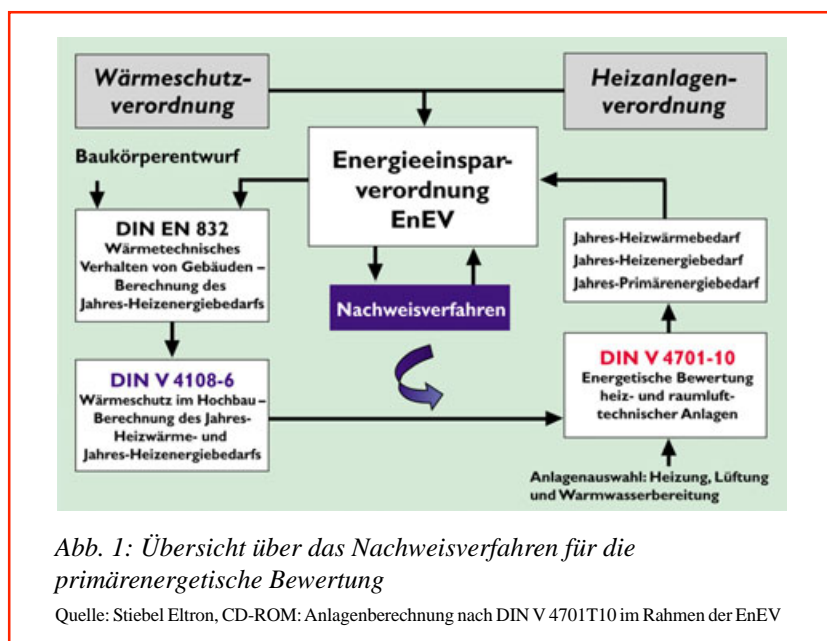 Wärmeschutz-
verordnung
Heizanlagen-
verordnung
Baukörperentwurf
Energieeinspar-
verordnung
EnEV
DIN EN 832
Wärmetechnisches
Verhalten von Gebäuden –
Berechnung des
Jahres-Heizenergiebedarfs
Jahres-Heizwärmebedarf
Jahres-Heizenergiebedarf
Jahres-Primärenergiebedarf
Nachweisverfahren
DIN V 4108-6
Wärmeschutz im Hochbau –
Berechnung des Jahres-
Heizwärme- und
Jahres-Heizenergiebedarfs
DIN V 4701-10
Energetische Bewertung
heiz- und raumluft-
technischer Anlagen
Anlagenauswahl: Heizung, Lüftung
und Warmwasserbereitung
Abb. 1: Übersicht über das Nachweisverfahren für die
primärenergetische Bewertung
Quelle: Stiebel Eltron, CD-ROM: Anlagenberechnung nach DIN V 4701T10 im Rahmen der EnEV